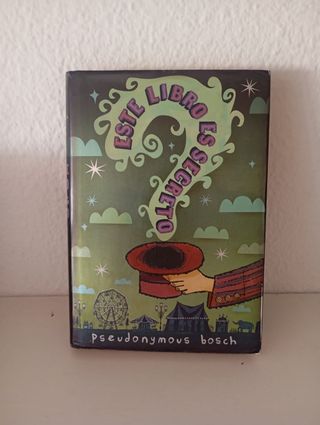 ESTE LIBRO ES SECRETO
pseudonymous bosch